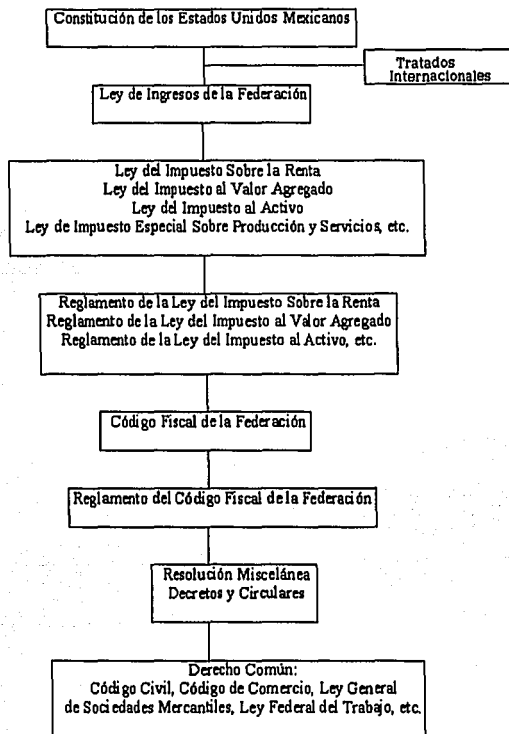 Constitución de los Estados Unidos Mexicanos
Tratados
Internacionales
Ley de Ingresos de la Federación
Ley del Impuesto Sobre la Renta
Ley del Impuesto al Valor Agregado
Ley del Impuesto al Activo
Ley de Impuesto Especial Sobre Producción y Servicios, etc.
Reglamento de la Ley del Impuesto Sobre la Renta
Reglamento de la Ley del Impuesto al Valor Agregado
Reglamento de la Ley del Impuesto al Activo, etc.
Código Fiscal de la Federación
Reglamento del Código Fiscal de la Federación
Resolución Miscelánea
Decretos y Circulares
Derecho Común:
Código Civil, Código de Comercio, Ley General
de Sociedades Mercantiles, Ley Federal del Trabajo, etc.